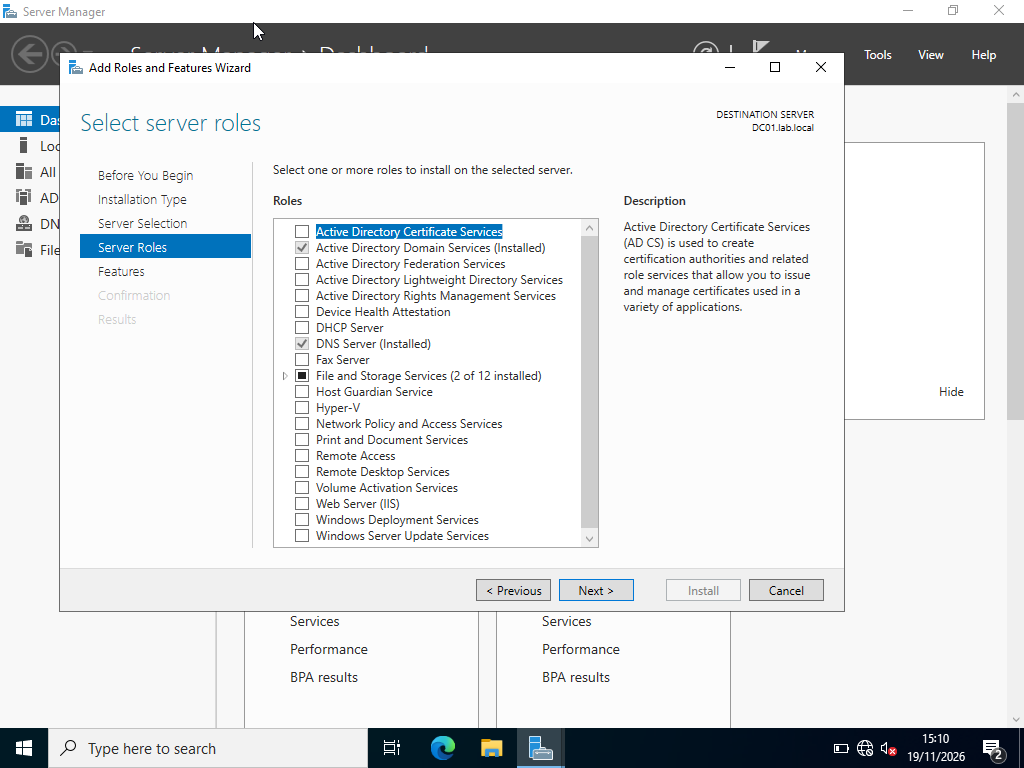 Server Manager
Tools
View
Help
Add Roles and Features Wizard
Select server roles
DESTINATION SERVER
DC01.lab.local
Before You Begin
Installation Type
Server Selection
Server Roles
Features
Confirmation
Results
Select one or more roles to install on the selected server.
Roles
Active Directory Certificate Services
Active Directory Domain Services (Installed)
Active Directory Federation Services
Active Directory Lightweight Directory Services
Active Directory Rights Management Services
Device Health Attestation
DHCP Server
DNS Server (Installed)
Fax Server
File and Storage Services (2 of 12 installed)
Host Guardian Service
Hyper-V
Network Policy and Access Services
Print and Document Services
Remote Access
Remote Desktop Services
Volume Activation Services
Web Server (IIS)
Windows Deployment Services
Windows Server Update Services
Description
Active Directory Certificate Services
(AD CS) is used to create
certification authorities and related
role services that allow you to issue
and manage certificates used in a
variety of applications.
< Previous
Next >
Install
Cancel
All
AD
DN
File
Hide
Services
Performance
BPA results
Services
Performance
BPA results
Type here to search
15:10
19/11/2026
2